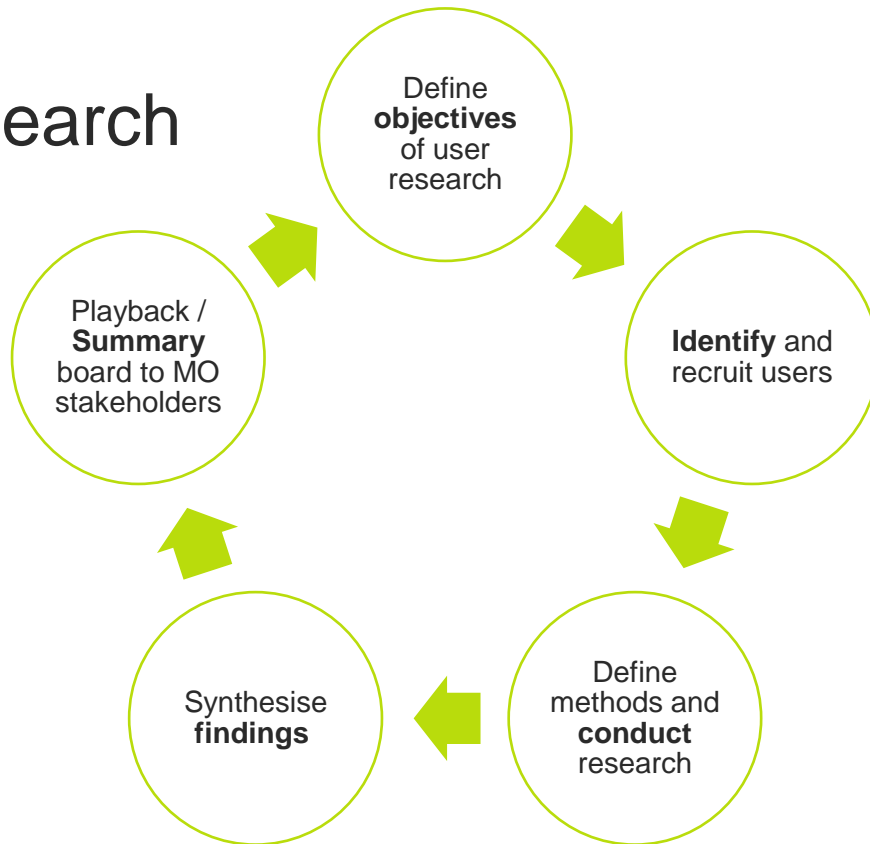 earch
Define
objectives
of user
research
Identify and
recruit users
Define
methods and
conduct
research
Synthesise
findings
Playback /
Summary
board to MO
stakeholders